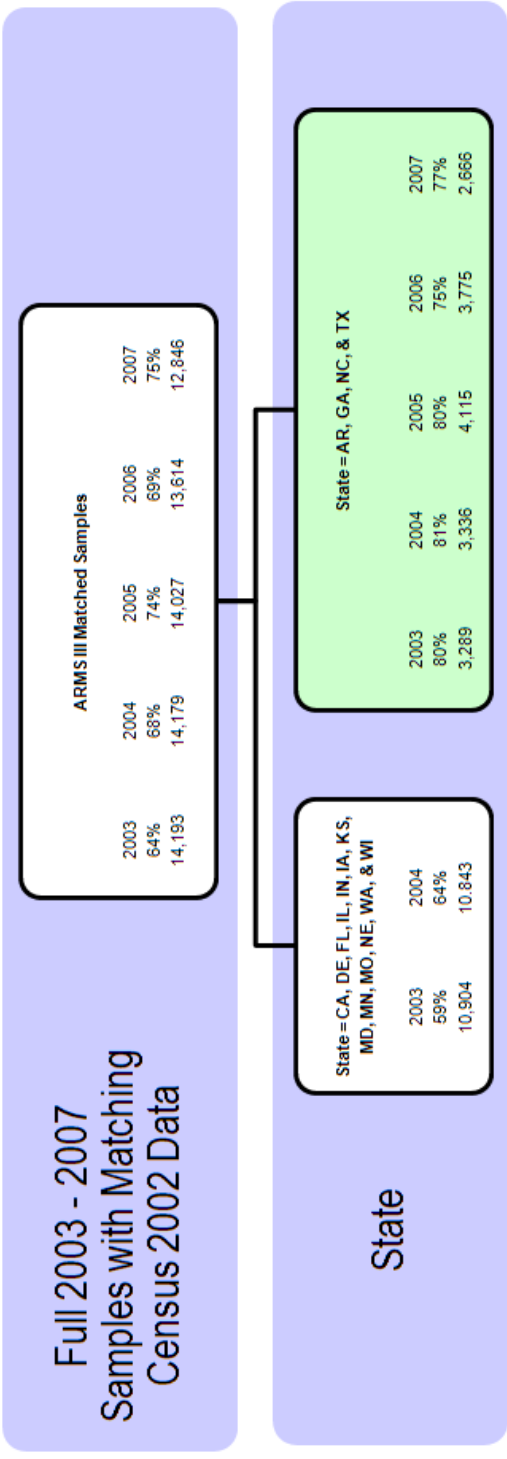 Full 2003 - 2007
Samples with Matching
Census 2002 Data
ARMS III Matched Samples
2003 2004 2005 2006 2007
64% 68% 74% 69% 75%
14,193 14,179 14,027 13,614 12,846
State
State = CA, DE, FL, IL, IN, IA, KS,
MD, MN, MO, NE, WA, & WI
2003 2004
59% 64%
10,904 10.843
State = AR, GA, NC, & TX
2003 2004 2005 2006 2007
80% 81% 80% 75% 77%
3,289 3,336 4,115 3,775 2,666